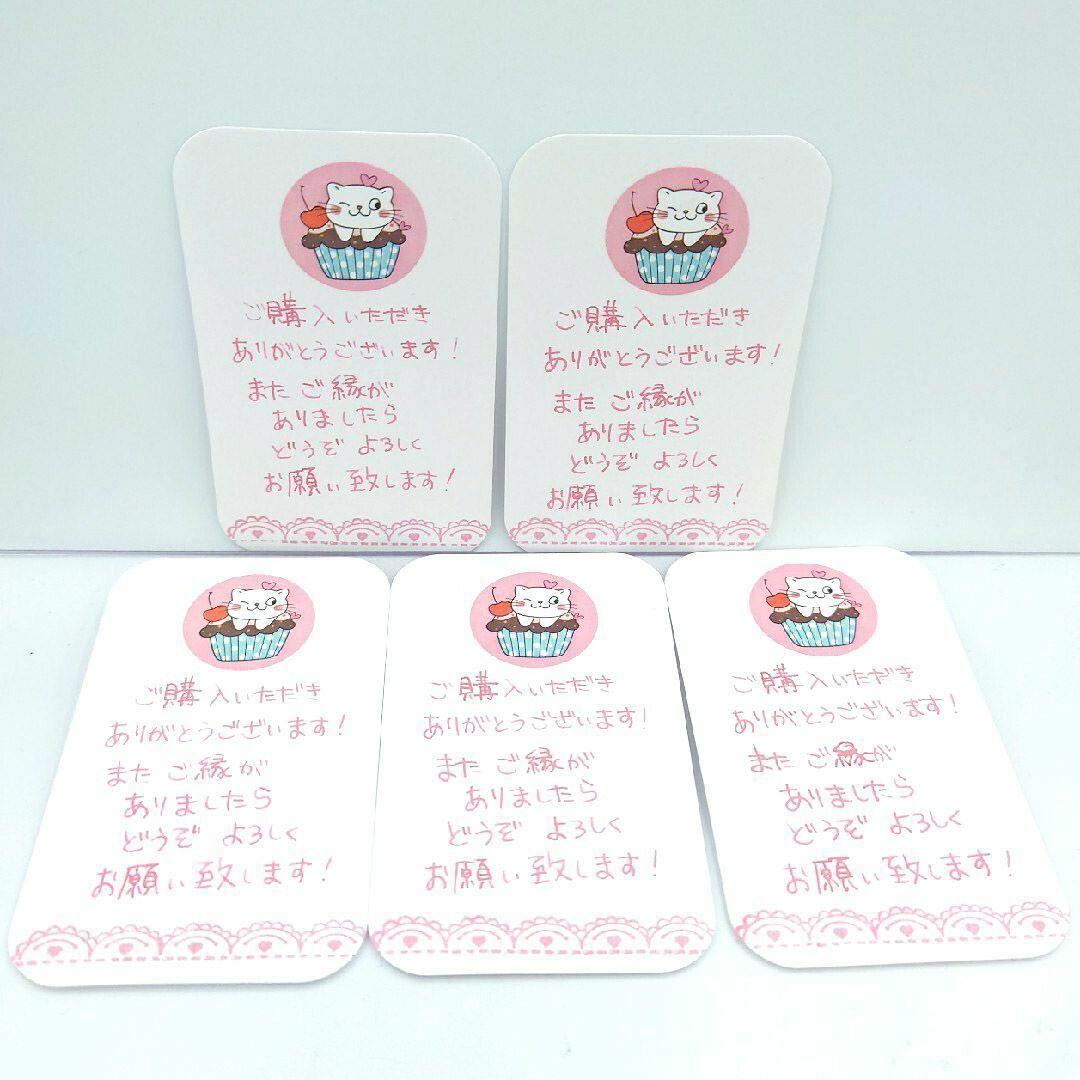 ご購入いただき
ありがとうございます!
また ご縁が
ありましたら
どうぞ よろしく
お願い致します!
ご購入いただき
ありがとうございます!
また ご縁が
ありましたら
どうぞ よろしく
お願い致します!
ご購入いただき
ありがとうございます!
また ご縁が
ありましたら
どうぞ よろしく
お願い致します!
ご購入いただき
ありがとうございます!
また ご縁が
ありましたら
どうぞ よろしく
お願い致します!
ご購入いただき
ありがとうございます!
また ご縁が
ありましたら
どうぞ よろしく
お願い致します!